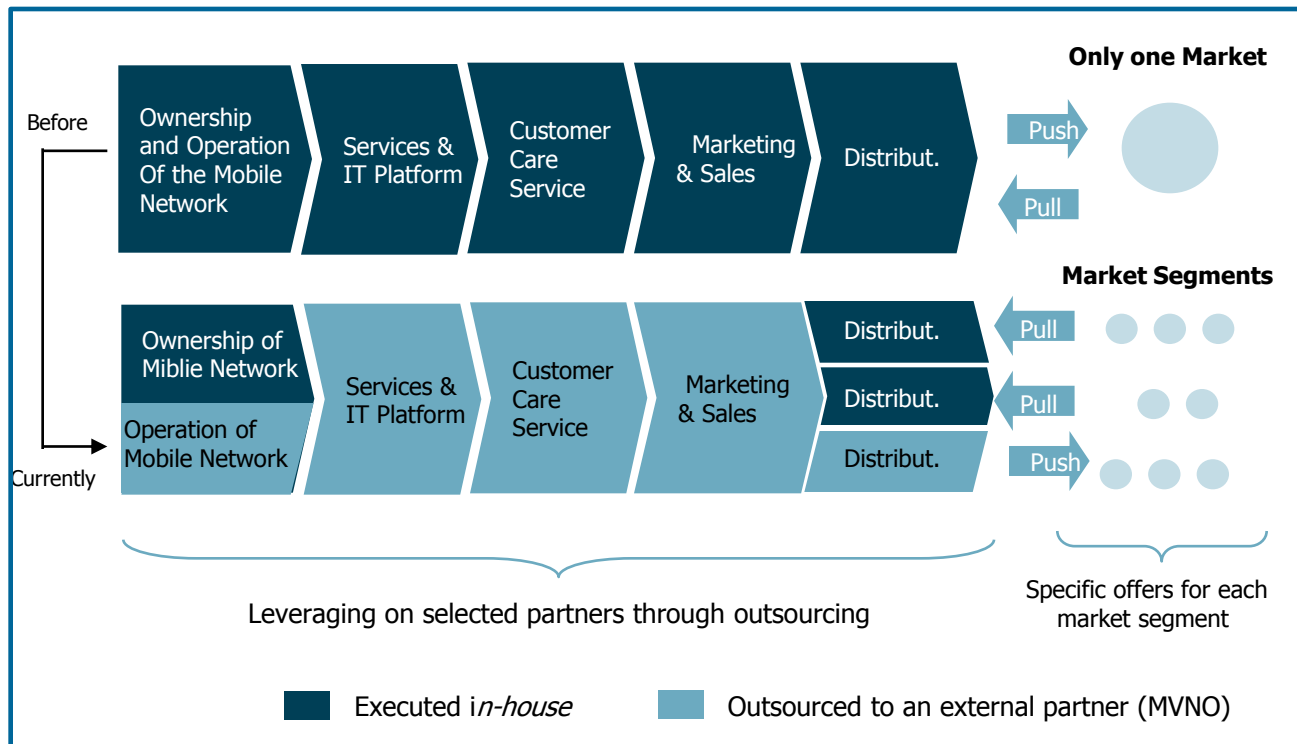 Only one Market
Before
Ownership
and Operation
Of the Mobile
Network
Services &
IT Platform
Customer
Care
Service
Marketing
& Sales
Distribut.
Push
Pull
Market Segments
Ownership of
Miblie Network
Operation of
Mobile Network
Services &
IT Platform
Customer
Care
Service
Marketing
& Sales
Distribut.
Distribut.
Distribut.
Pull
Pull
Push
Currently
Leveraging on selected partners through outsourcing
Specific offers for each
market segment
Executed in-house
Outsourced to an external partner (MVNO)